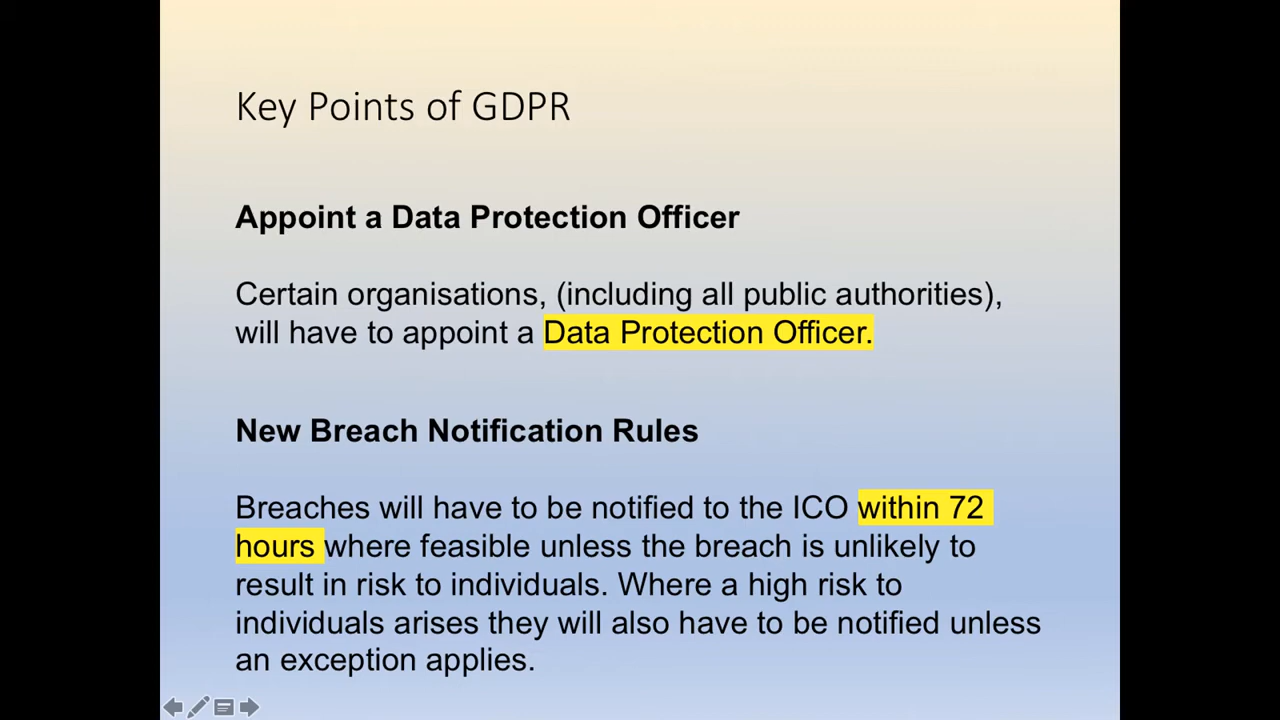 Key Points of GDPR
Appoint a Data Protection Officer
Certain organisations, (including all public authorities),
will have to appoint a Data Protection Officer.
New Breach Notification Rules
Breaches will have to be notified to the ICO within 72
hours where feasible unless the breach is unlikely to
result in risk to individuals. Where a high risk to
individuals arises they will also have to be notified unless
an exception applies.